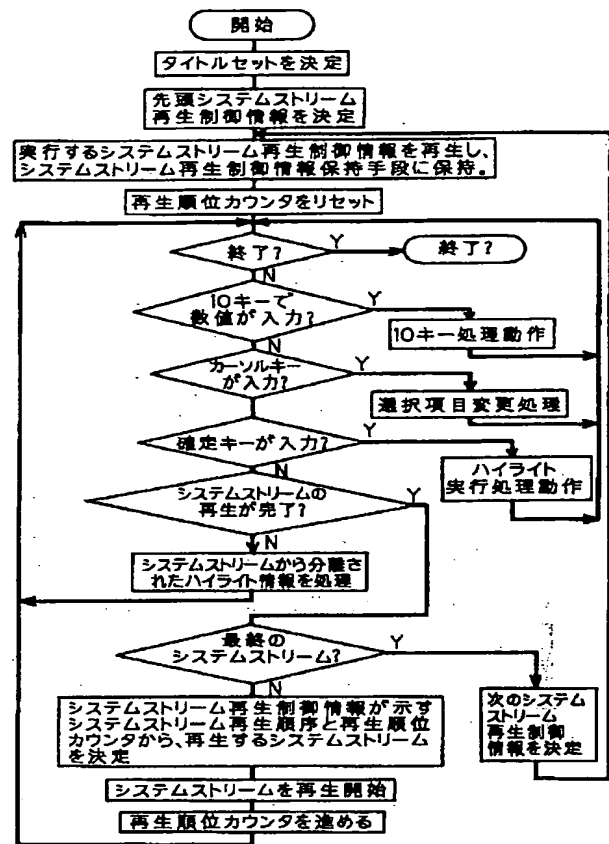 開始
タイトルセットを決定
先頭システムストリーム
再生制御情報を決定
実行するシステムストリーム再生制御情報を再生し、
システムストリーム再生制御情報保持手段に保持。
再生順位カウンタをリセット
終了?
Y
終了?
N
10キーで
数値が入力?
Y
10キー処理動作
N
カーソルキー
が入力?
Y
選択項目変更処理
確定キーが入力?
Y
ハイライト
実行処理動作
N
システムストリームの
再生が完了?
Y
N
システムストリームから分離さ
れたハイライト情報を処理
最終の
システムストリーム?
Y
N
次のシステム
ストリーム
再生制御
情報を決定
システムストリーム再生制御情報が示す
システムストリーム再生順序と再生順位
カウンタから、再生するシステムストリーム
を決定
システムストリームを再生開始
再生順位カウンタを進める